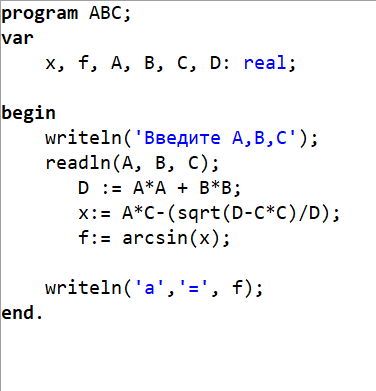 program ABC;
var
x, f, A, B, C, D: real;
begin
writeln('Введите A,B,C');
readln(A, B, C);
D := A*A + B*B;
x:= A*C-(sqrt(D-C*C)/D);
f:= arcsin(x);
writeln('a','=', f);
end.